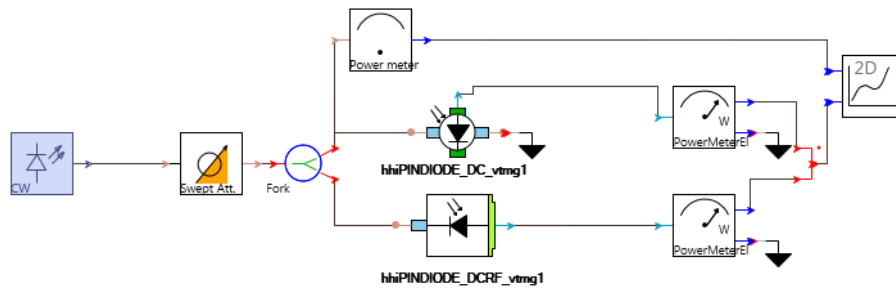 2D
Power meter
W
PowerMeterEl
hhiPINDIODE_DC_vtmg1
CW
Swept Att.
Fork
W
PowerMeterEl
hhiPINDIODE_DCRF_vtmg1